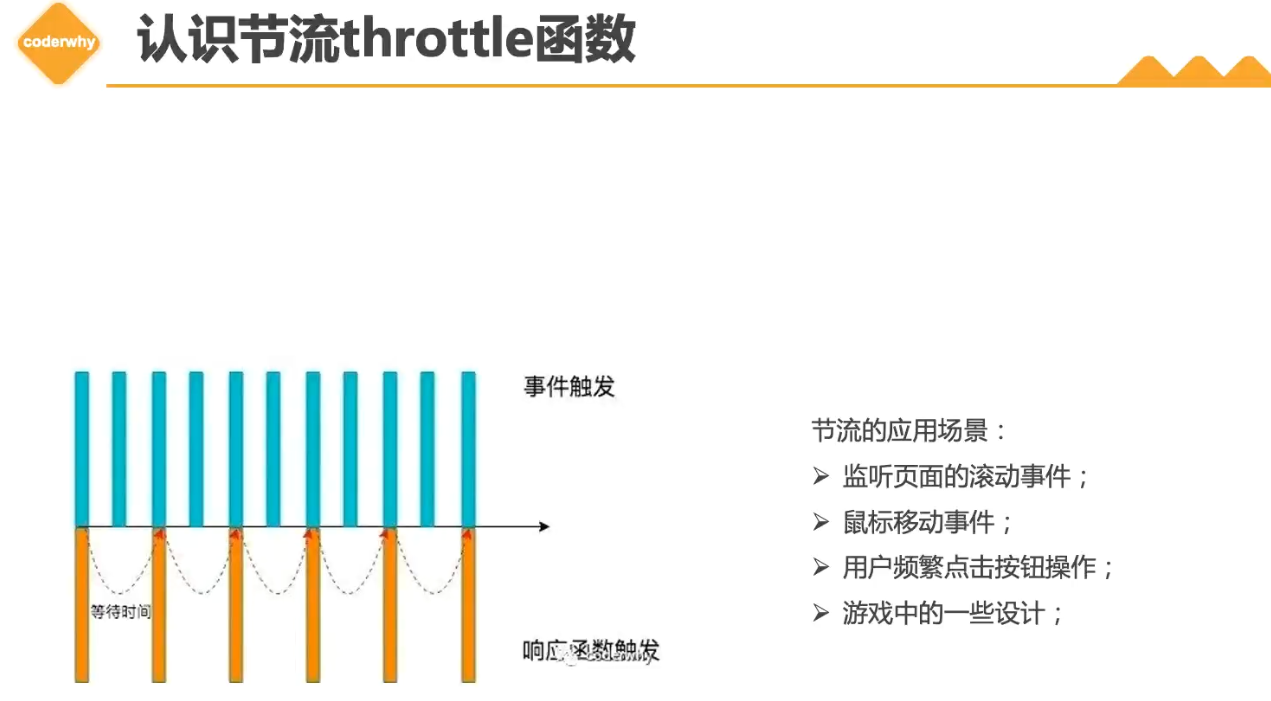 coderwhy
认识节流throttle函数
事件触发
等待时间
响应函数触发
coderwhy
节流的应用场景：
➢ 监听页面的滚动事件；
➢ 鼠标移动事件；
➢ 用户频繁点击按钮操作；
➢ 游戏中的一些设计；